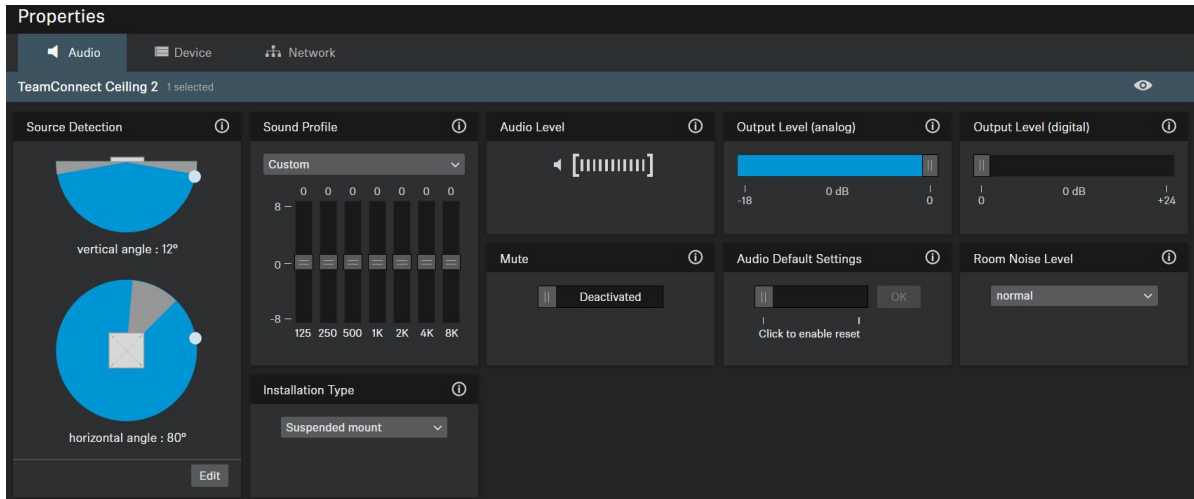 Properties
Audio
Device
Network
TeamConnect Ceiling 2 1 selected
Source Detection
vertical angle : 12°
horizontal angle : 80°
Edit
Sound Profile
Custom
0 0 0 0 0 0 0
8
0
-8
125 250 500 1K 2K 4K 8K
Installation Type
Suspended mount
Audio Level
Mute
Deactivated
Output Level (analog)
-18 0 dB 0
Audio Default Settings
OK
Click to enable reset
Output Level (digital)
0 0 dB +24
Room Noise Level
normal